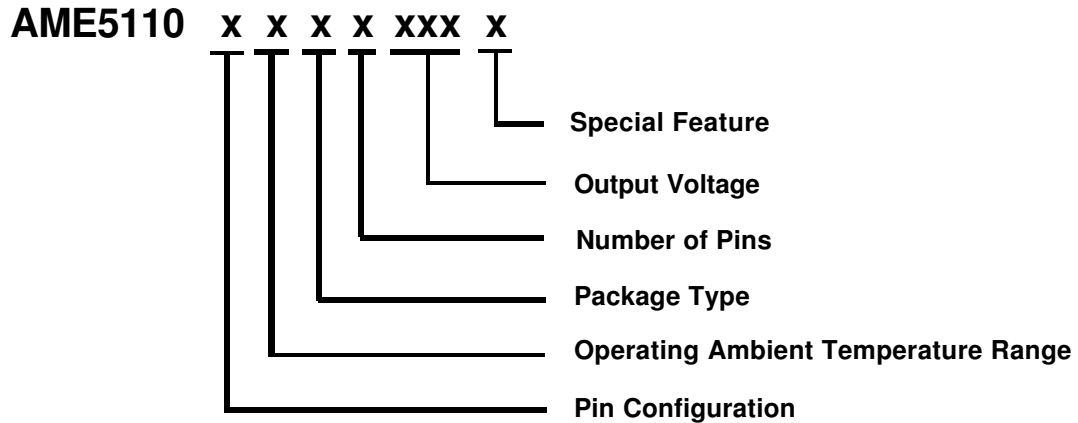 AME5110 x x x x xxx x
Special Feature
Output Voltage
Number of Pins
Package Type
Operating Ambient Temperature Range
Pin Configuration